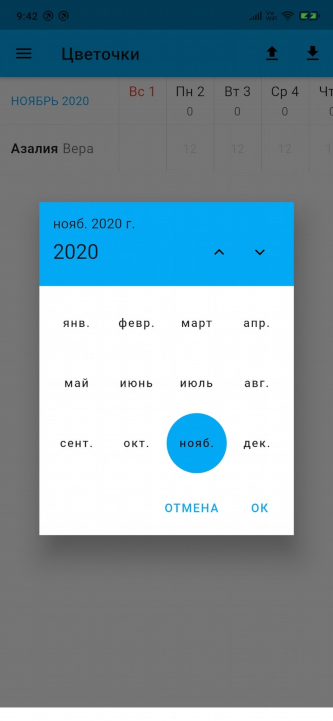 9:42
Цветочки
НОЯБРЬ 2020
Вс 1
Пн 2
Вт 3
Ср 4
Чт
0
0
0
Азалия Вера
12
12
12
1
нояб. 2020 г.
2020
янв. февр. март апр.
май июнь июль авг.
сент. окт. нояб. дек.
ОТМЕНА ОК